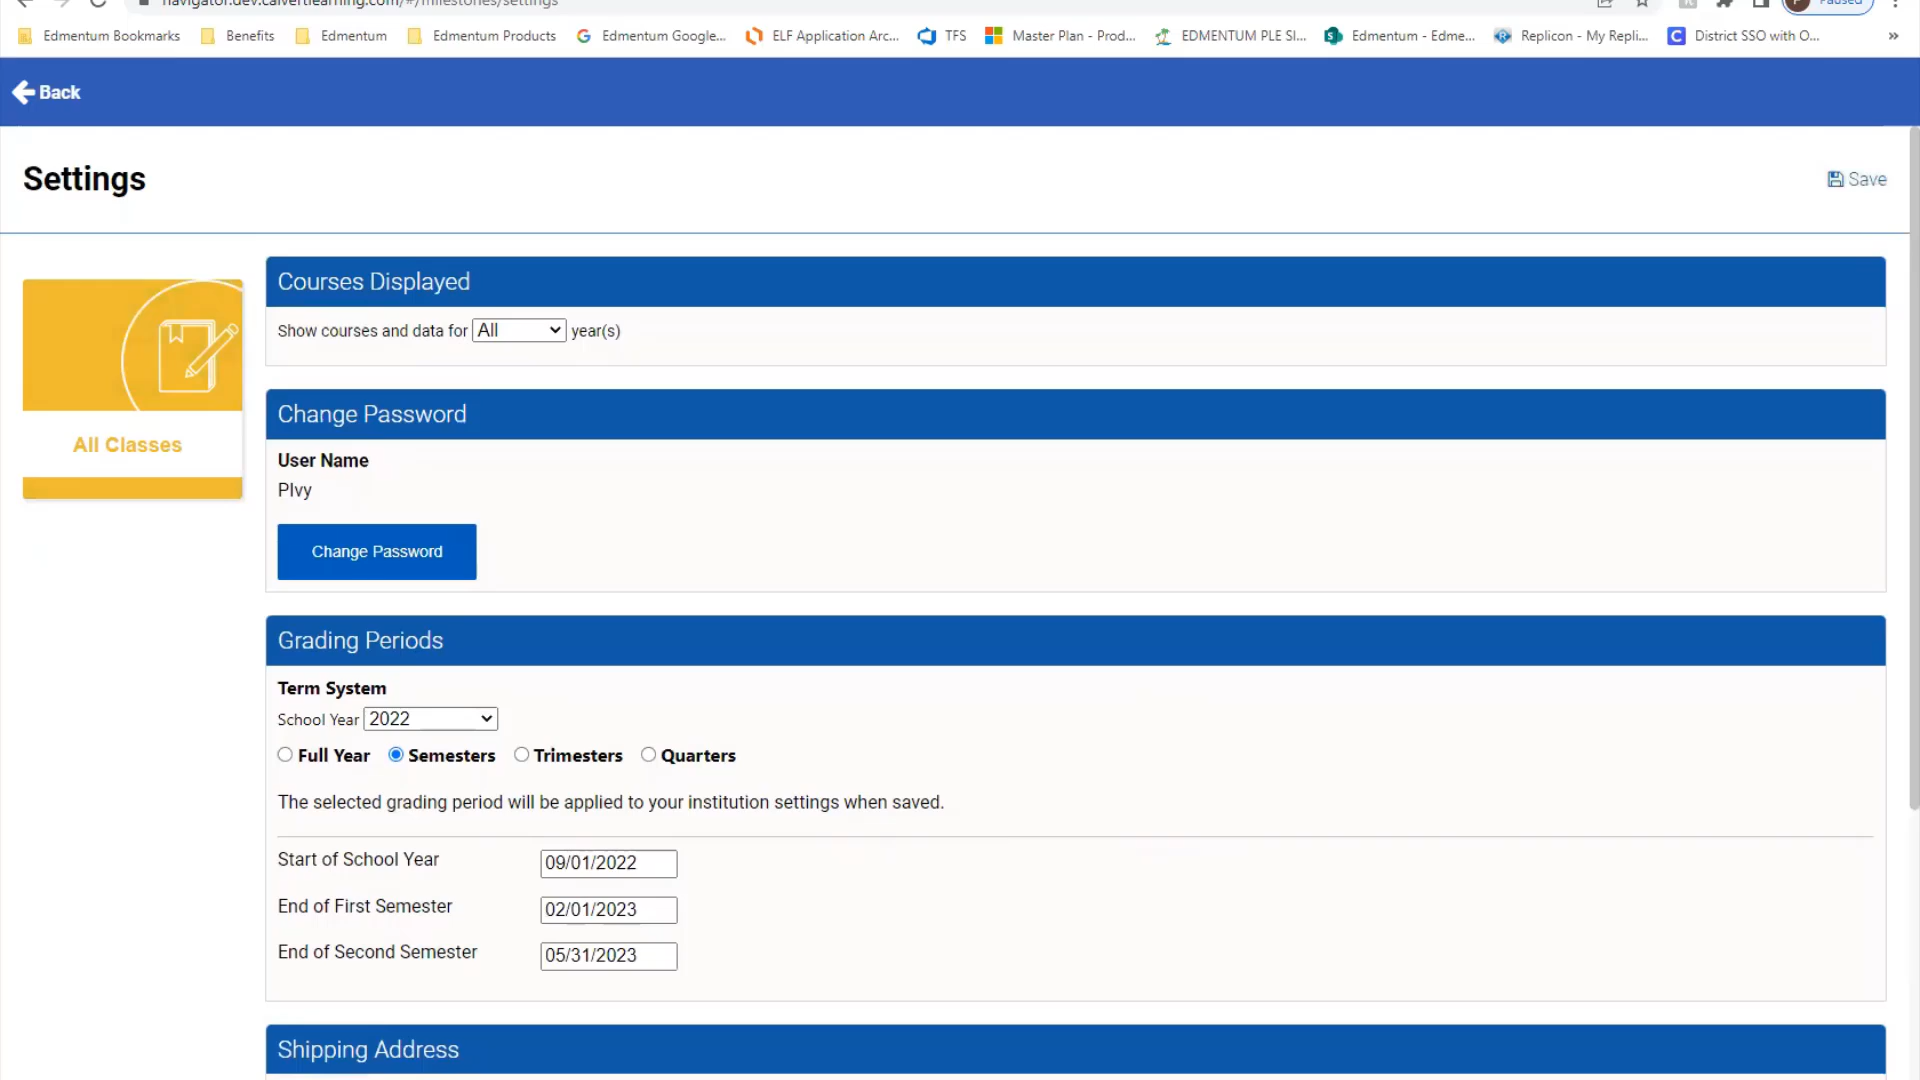 navigator.dev.calvertlearning.com/#/milestones/settings
Paused
Edmentum Bookmarks Benefits Edmentum Edmentum Products Edmentum Google... ELF Application Arc... TFS Master Plan - Prod... EDMENTUM PLE SI... Edmentum - Edme... Replicon - My Repli... District SSO with O... »
Back
Settings
Save
Courses Displayed
Show courses and data for All year(s)
All Classes
Change Password
User Name
PIvy
Change Password
Grading Periods
Term System
School Year 2022
Full Year Semesters Trimesters Quarters
The selected grading period will be applied to your institution settings when saved.
Start of School Year 09/01/2022
End of First Semester 02/01/2023
End of Second Semester 05/31/2023
Shipping Address